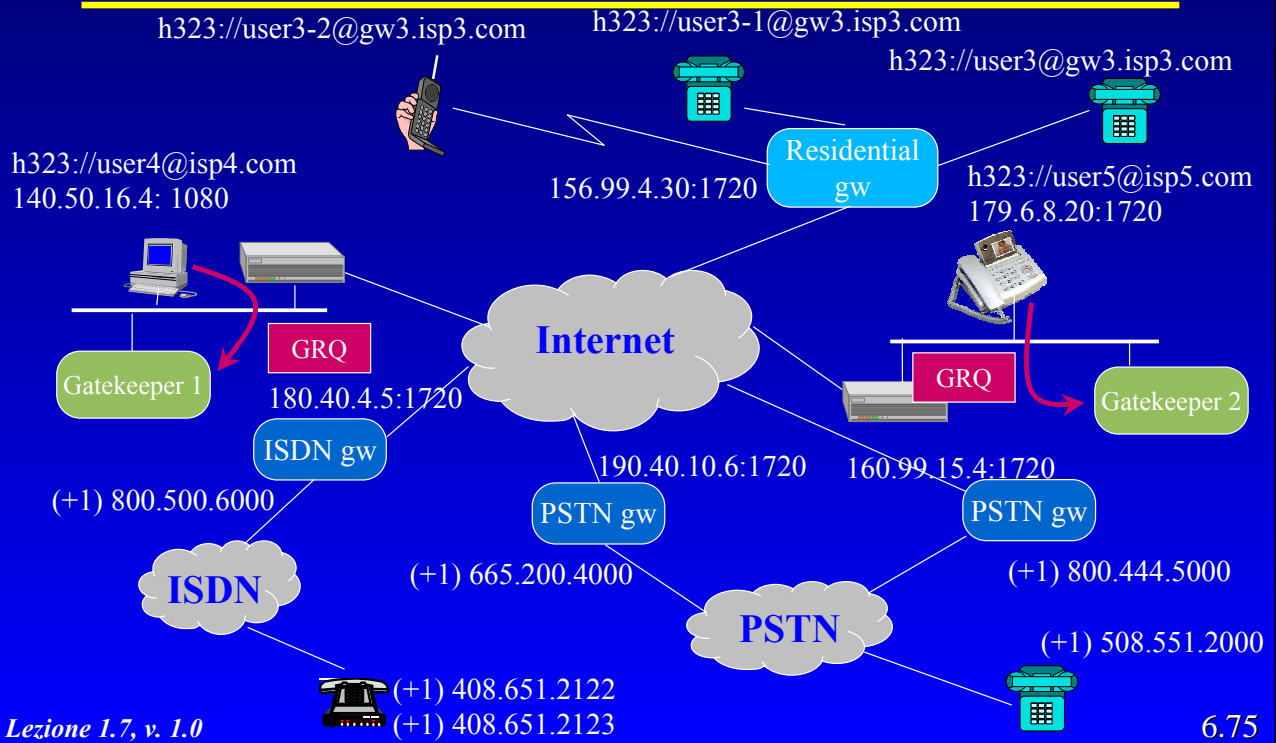 h323://user3-2@gw3.isp3.com
h323://user3-1@gw3.isp3.com
h323://user3@gw3.isp3.com
h323://user4@isp4.com
140.50.16.4: 1080
156.99.4.30:1720
Residential
gw
h323://user5@isp5.com
179.6.8.20:1720
Internet
GRQ
Gatekeeper 1
180.40.4.5:1720
GRQ
Gatekeeper 2
ISDN gw
190.40.10.6:1720
160.99.15.4:1720
(+1) 800.500.6000
PSTN gw
PSTN gw
(+1) 665.200.4000
(+1) 800.444.5000
ISDN
PSTN
(+1) 508.551.2000
(+1) 408.651.2122
(+1) 408.651.2123
Lezione 1.7, v. 1.0
6.75